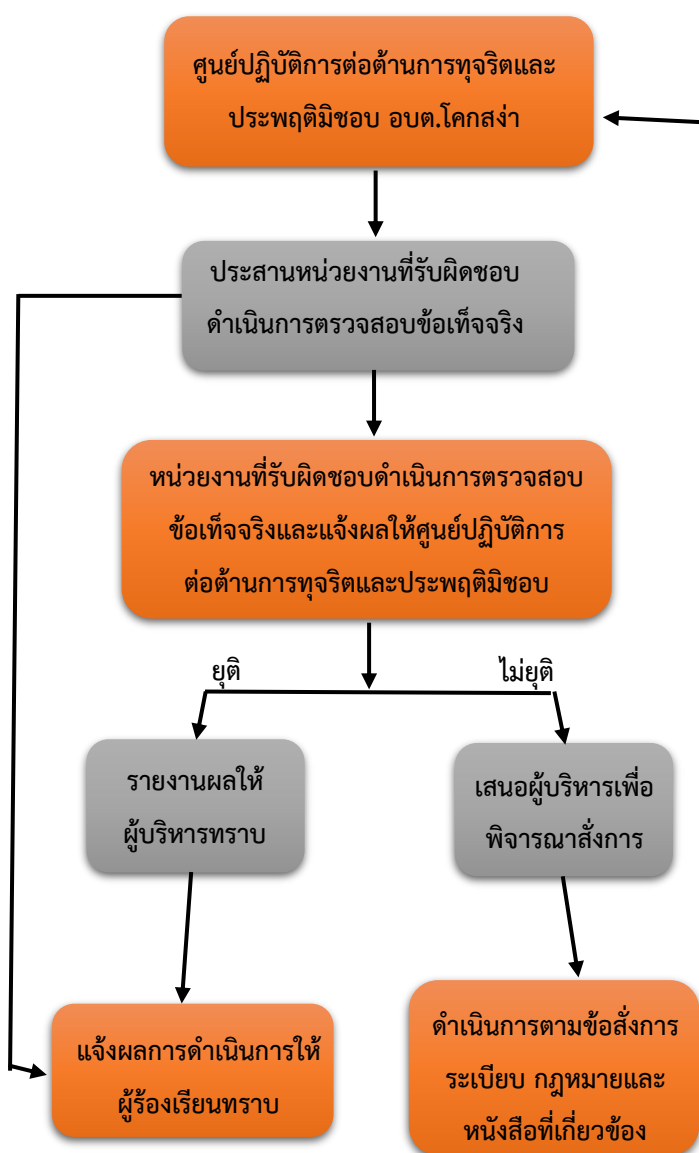 ศูนย์ปฏิบัติการต่อต้านการทุจริตและ
ประพฤติมิชอบ อบต.โคกสง่า
ประสานหน่วยงานที่รับผิดชอบ
ดำเนินการตรวจสอบข้อเท็จจริง
หน่วยงานที่รับผิดชอบดำเนินการตรวจสอบ
ข้อเท็จจริงและแจ้งผลให้ศูนย์ปฏิบัติการ
ต่อต้านการทุจริตและประพฤติมิชอบ
ยุติ
ไม่ยุติ
รายงานผลให้
ผู้บริหารทราบ
เสนอผู้บริหารเพื่อ
พิจารณาสั่งการ
แจ้งผลการดำเนินการให้
ผู้ร้องเรียนทราบ
ดำเนินการตามข้อสั่งการ
ระเบียบ กฎหมายและ
หนังสือที่เกี่ยวข้อง